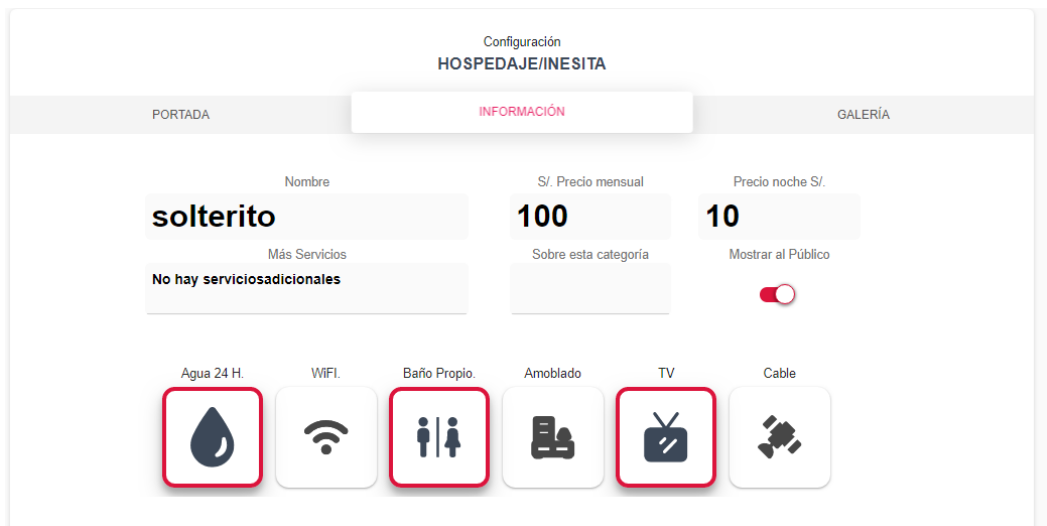 Configuración
HOSPEDAJE/INESITA
PORTADA INFORMACIÓN GALERÍA
Nombre S/. Precio mensual Precio noche S/.
solterito 100 10
Más Servicios Sobre esta categoría Mostrar al Público
No hay serviciosadicionales
Agua 24 H. WiFI. Baño Propio. Amoblado TV Cable